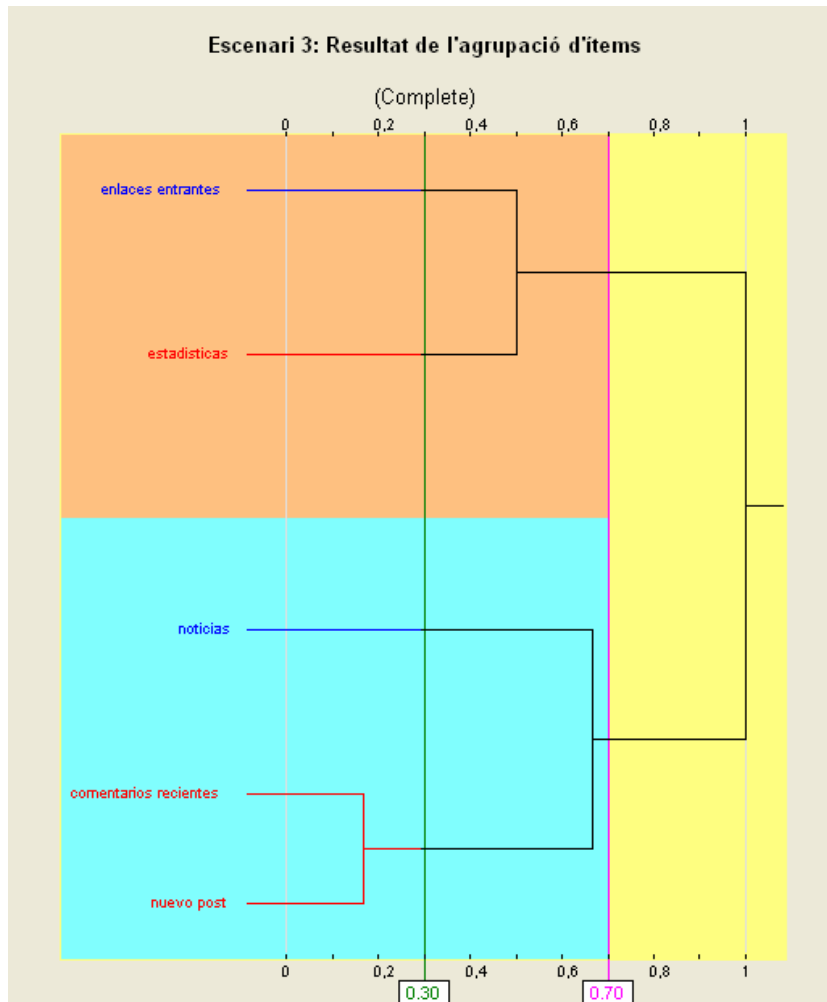 Escenari 3: Resultat de l'agrupació d'ítems
(Complete)
0 0,2 0,4 0,6 0,8 1
enlaces entrantes
estadisticas
noticias
comentarios recientes
nuevo post
0 0,2 0,4 0,6 0,8 1
0.30 0.70